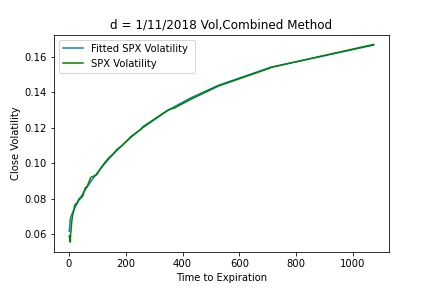 d = 1/11/2018 Vol,Combined Method
Fitted SPX Volatility
SPX Volatility
Close Volatility
0.16
0.14
0.12
0.10
0.08
0.06
0
200
400
600
800
1000
Time to Expiration